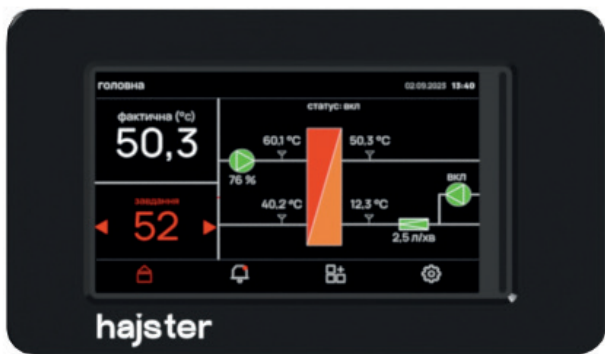 головна 02.09.2023 13:40
статус: вкл
фактична (°c)
50,3
60,1 °C 50,3 °C
76 %
вкл
завдання
52
40,2 °C 12,3 °C
2,5 л/хв
hajster